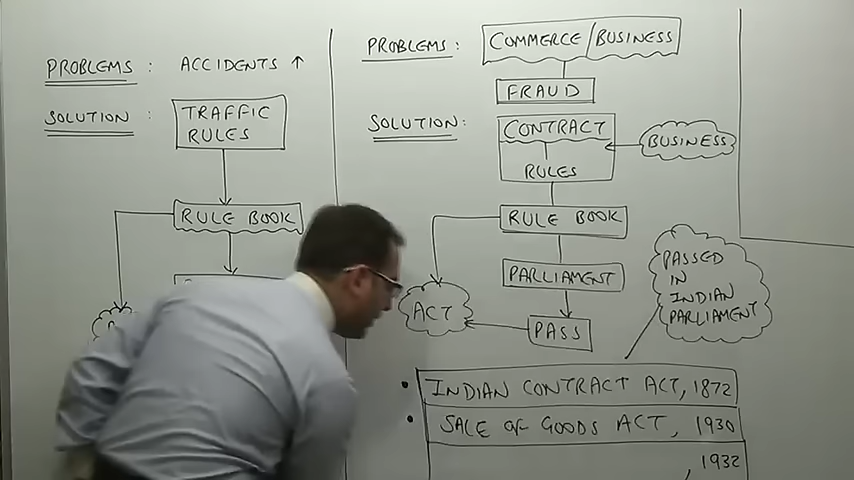 PROBLEMS : ACCIDENTS ↑
SOLUTION :
TRAFFIC
RULES
RULE BOOK
PROBLEMS : COMMERCE/BUSINESS
FRAUD
SOLUTION :
CONTRACT
RULES
BUSINESS
RULE BOOK
PARLIAMENT
ACT
PASS
PASSED
IN
INDIAN
PARLIAMENT
• INDIAN CONTRACT ACT, 1872
• SALE OF GOODS ACT, 1930
, 1932